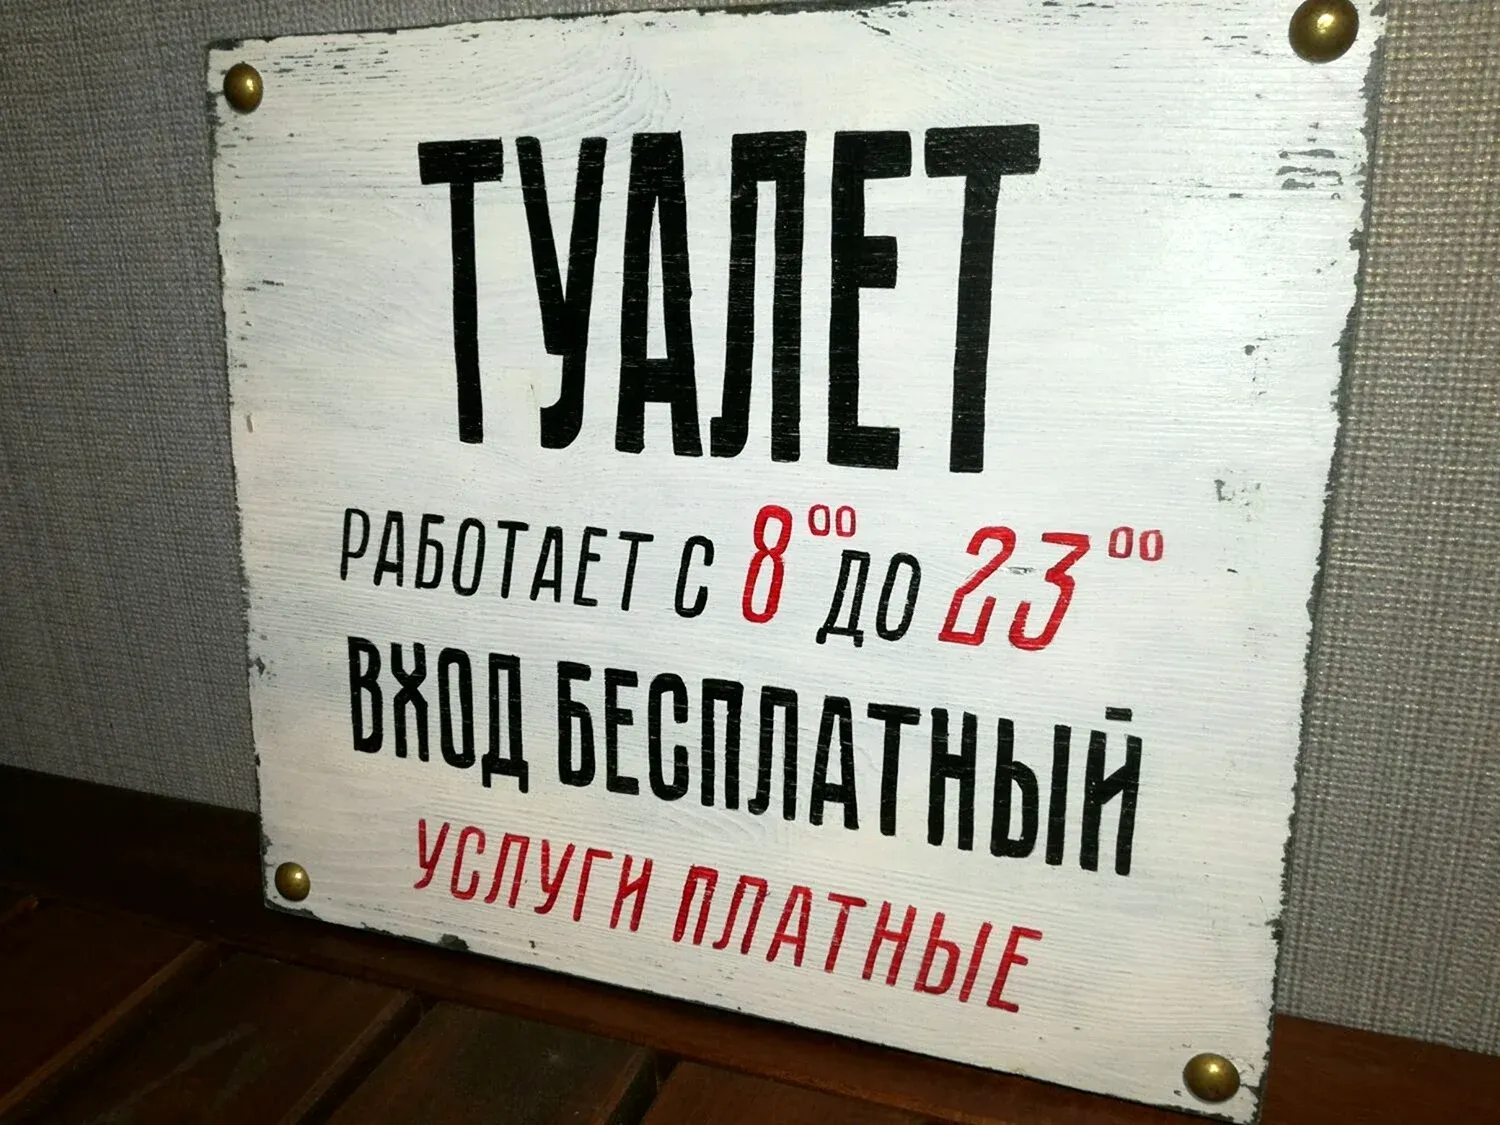 ТУАЛЕТ
РАБОТАЕТ С 8⁰⁰ ДО 23⁰⁰
ВХОД БЕСПЛАТНЫЙ
УСЛУГИ ПЛАТНЫЕ